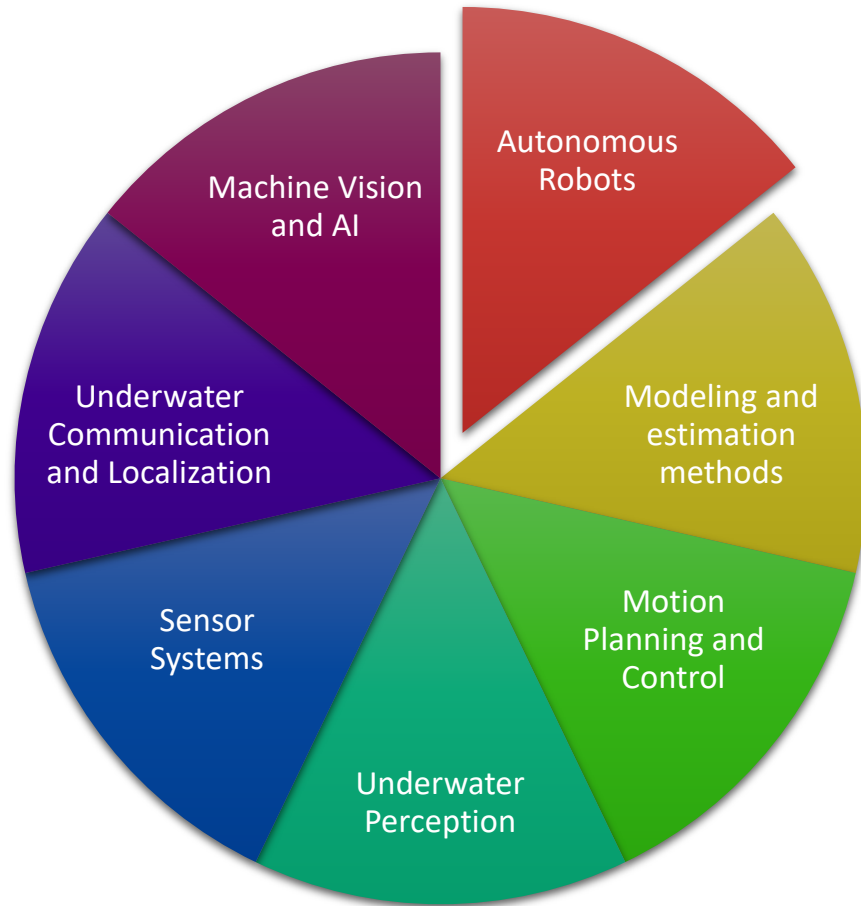 Autonomous
Robots
Modeling and
estimation
methods
Motion
Planning and
Control
Underwater
Perception
Sensor
Systems
Underwater
Communication
and Localization
Machine Vision
and AI